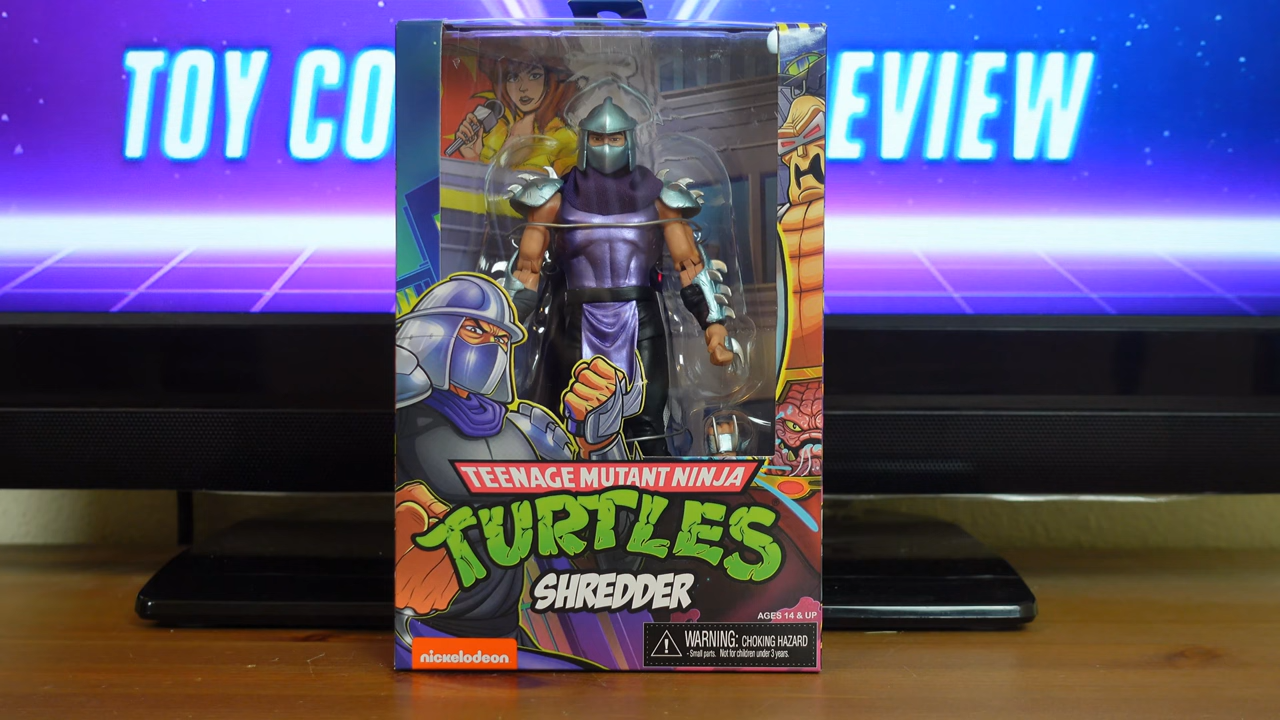 TOY CO EVIEW
TEENAGE MUTANT NINJA
TURTLES
SHREDDER
AGES 14 & UP
nickelodeon
WARNING: CHOKING HAZARD
- Small parts. Not for children under 3 years.